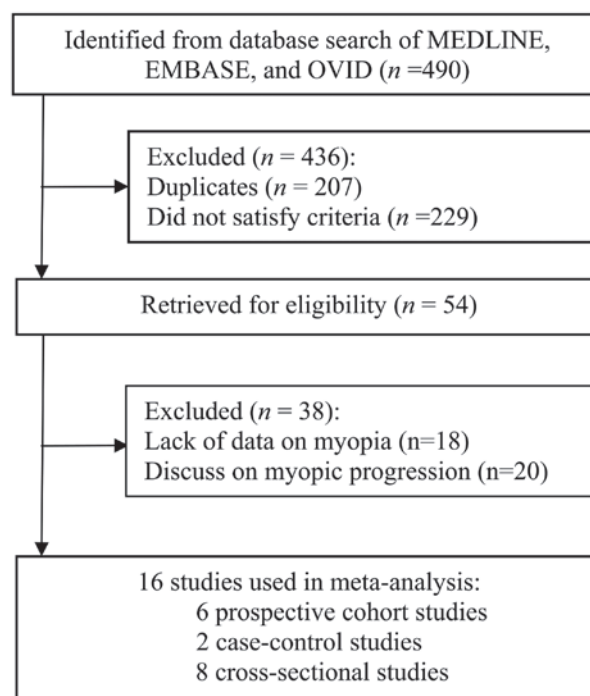 Identified from database search of MEDLINE,
EMBASE, and OVID (n =490)
Excluded (n = 436):
Duplicates (n = 207)
Did not satisfy criteria (n =229)
Retrieved for eligibility (n = 54)
Excluded (n = 38):
Lack of data on myopia (n=18)
Discuss on myopic progression (n=20)
16 studies used in meta-analysis:
6 prospective cohort studies
2 case-control studies
8 cross-sectional studies